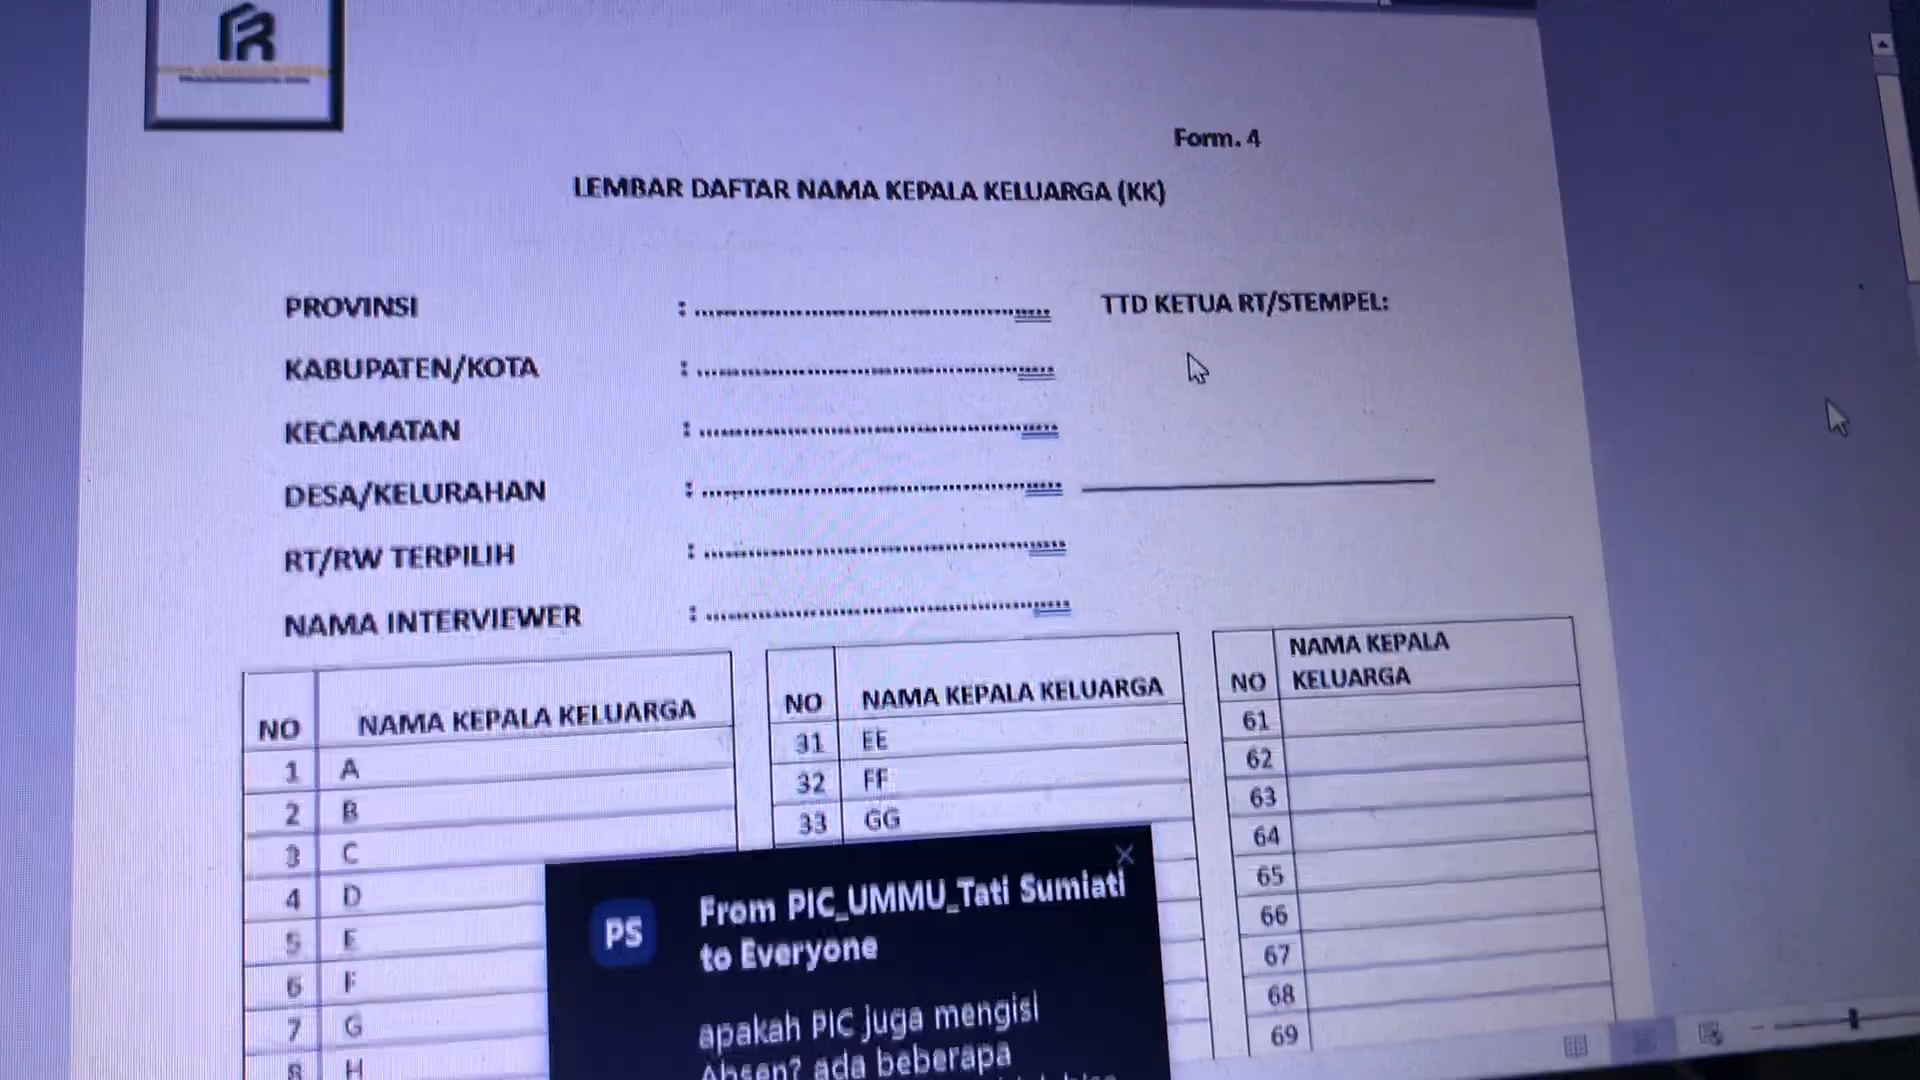 Form. 4
LEMBAR DAFTAR NAMA KEPALA KELUARGA (KK)
PROVINSI : ........................................ TTD KETUA RT/STEMPEL:
KABUPATEN/KOTA : ........................................
KECAMATAN : ........................................
DESA/KELURAHAN : ........................................
RT/RW TERPILIH : ........................................
NAMA INTERVIEWER : ........................................
NO NAMA KEPALA KELUARGA
1 A
2 B
3 C
4 D
5 E
6 F
7 G
8 H
NO NAMA KEPALA KELUARGA
31 EE
32 FF
33 GG
NO NAMA KEPALA
KELUARGA
61
62
63
64
65
66
67
68
69
PS
From PIC_UMMU_Tati Sumiati
to Everyone
apakah PIC juga mengisi
Absen? ada beberapa